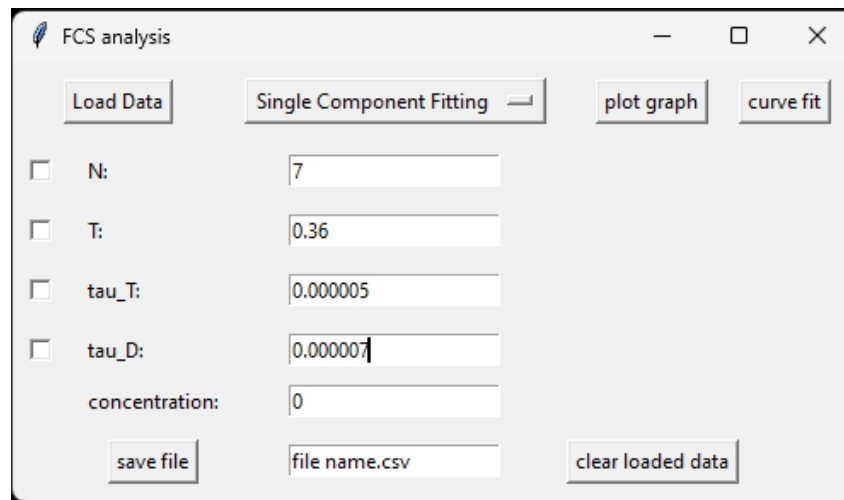 FCS analysis
Load Data Single Component Fitting plot graph curve fit
N: 7
T: 0.36
tau_T: 0.000005
tau_D: 0.000007
concentration: 0
save file file name.csv clear loaded data